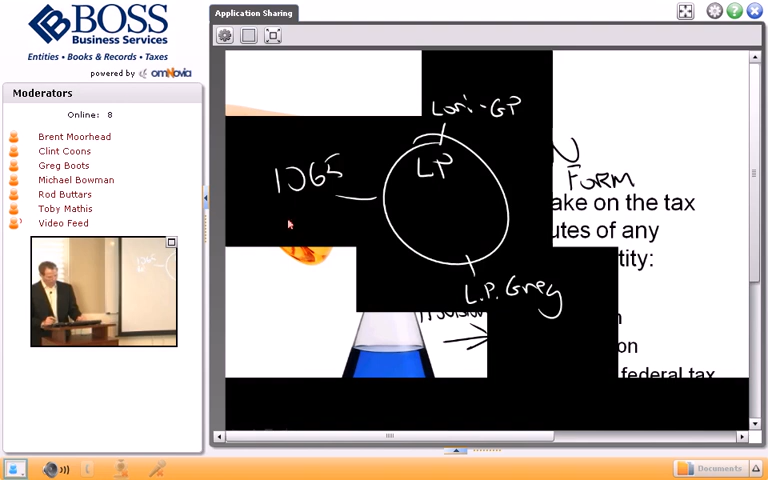 BOSS
Business Services
Entities • Books & Records • Taxes
powered by omNovia
Moderators
Online: 8
Brent Moorhead
Clint Coons
Greg Boots
Michael Bowman
Rod Buttars
Toby Mathis
Video Feed
Application Sharing
Lori - GP
LP
1065
L.P. Greg
FORM
ake on the tax
utes of any
tity:
on
federal tax
Documents